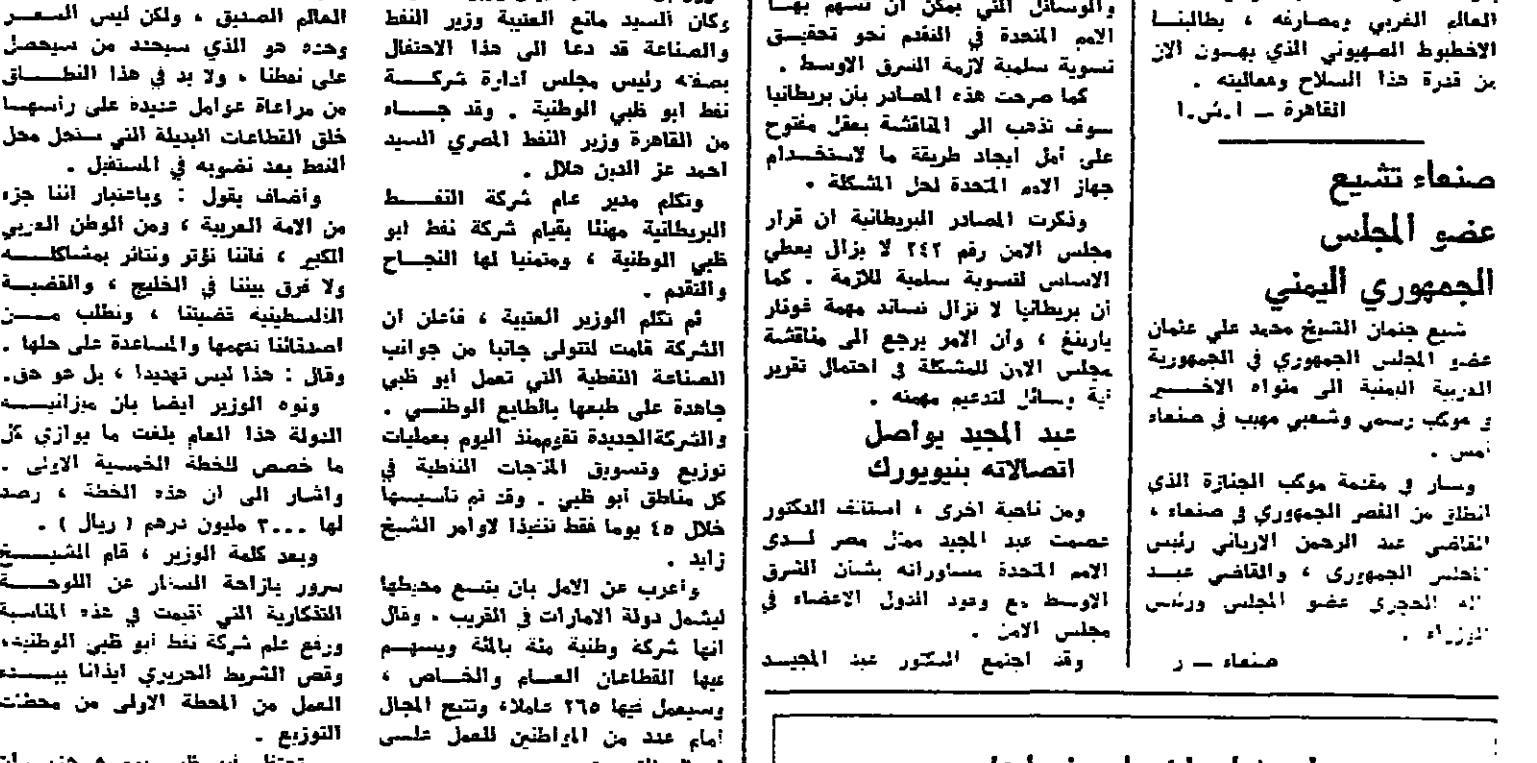 العالم الغربي ومصارفه ، يطالبنا
الاخطبوط الصهيوني الذي يهون الان
من قدرة هذا السلاح وفعاليته .
القاهرة ــ ا.ش.ا
صنعاء تشيع
عضو المجلس
الجمهوري اليمني
شيع جثمان الشيخ محمد علي عثمان
عضو المجلس الجمهوري في الجمهورية
العربية اليمنية الى مثواه الاخير
في موكب رسمي وشعبي مهيب في صنعاء
أمس .
وسار في مقدمة موكب الجنازة الذي
انطلق من القصر الجمهوري في صنعاء ،
القاضي عبد الرحمن الارياني رئيس
المجلس الجمهوري ، والقاضي عبد
الله الحجري عضو المجلس ورئيس
الوزراء .
صنعاء ــ ر
والوسائل التي يمكن ان تسهم بها
الامم المتحدة في التقدم نحو تحقيق
تسوية سلمية لازمة الشرق الاوسط .
كما صرحت هذه المصادر بأن بريطانيا
سوف تذهب الى المناقشة بعقل مفتوح
على أمل ايجاد طريقة ما لاستخدام
جهاز الامم المتحدة لحل المشكلة .
وذكرت المصادر البريطانية ان قرار
مجلس الامن رقم ٢٤٢ لا يزال يعطي
الاساس لتسوية سلمية للازمة . كما
أن بريطانيا لا تزال تساند مهمة غونار
يارينغ ، وأن الامر يرجع الى مناقشة
مجلس الامن للمشكلة في احتمال تقرير
أية وسائل لتدعيم مهمته .
عبد المجيد يواصل
اتصالاته بنيويورك
ومن ناحية اخرى ، استأنف الدكتور
عصمت عبد المجيد ممثل مصر لدى
الامم المتحدة مشاوراته بشأن الشرق
الاوسط مع وفود الدول الاعضاء في
مجلس الامن .
وقد اجتمع الدكتور عبد المجيد
وكان السيد مانع العتيبة وزير النفط
والصناعة قد دعا الى هذا الاحتفال
بصفته رئيس مجلس ادارة شركة
نفط ابو ظبي الوطنية . وقد جاء
من القاهرة وزير النفط المصري السيد
احمد عز الدين هلال .
وتكلم مدير عام شركة النفط
البريطانية مهنئا بقيام شركة نفط ابو
ظبي الوطنية ، ومتمنيا لها النجاح
والتقدم .
ثم تكلم الوزير العتيبة ، فأعلن ان
الشركة قامت لتتولى جانبا من جوانب
الصناعة النفطية التي تعمل ابو ظبي
جاهدة على طبعها بالطابع الوطني .
والشركةالجديدة تقوممنذ اليوم بعمليات
توزيع وتسويق المنتجات النفطية في
كل مناطق أبو ظبي . وقد تم تأسيسها
خلال ٤٥ يوما فقط تنفيذا لاوامر الشيخ
زايد .
وأعرب عن الامل بان يتسع محيطها
ليشمل دولة الامارات في القريب . وقال
انها شركة وطنية مئة بالمئة ويسهم
فيها القطاعان العام والخاص ،
وسيعمل فيها ٢٦٥ عاملا، وتتيح المجال
أمام عدد من المواطنين للعمل على
العالم الصديق ، ولكن ليس السعر
وحده هو الذي سيحدد من سيحصل
على نفطنا ، ولا بد في هذا النطاق
من مراعاة عوامل عديدة على رأسها
خلق القطاعات البديلة التي ستحل محل
النفط بعد نضوبه في المستقبل .
وأضاف يقول : وباعتبار اننا جزء
من الامة العربية ، ومن الوطن العربي
الكبير ، فاننا نؤثر ونتأثر بمشاكله
ولا فرق بيننا في الخليج ، والقضية
الفلسطينية قضيتنا ، ونطلب من
اصدقائنا تفهمها والمساعدة على حلها .
وقال : هذا ليس تهديدا ، بل هو حق.
ونوه الوزير ايضا بان ميزانية
الدولة هذا العام بلغت ما يوازي كل
ما خصص للخطة الخمسية الاولى .
وأشار الى ان هذه الخطة ، رصد
لها ٣٠٠٠ مليون درهم ( ريال ) .
وبعد كلمة الوزير ، قام الشيخ
سرور بازاحة الستار عن اللوحة
التذكارية التي أقيمت في هذه المناسبة
ورفع علم شركة نفط ابو ظبي الوطنية،
وقص الشريط الحريري ايذانا ببدء
العمل من المحطة الاولى من محطات
التوزيع .